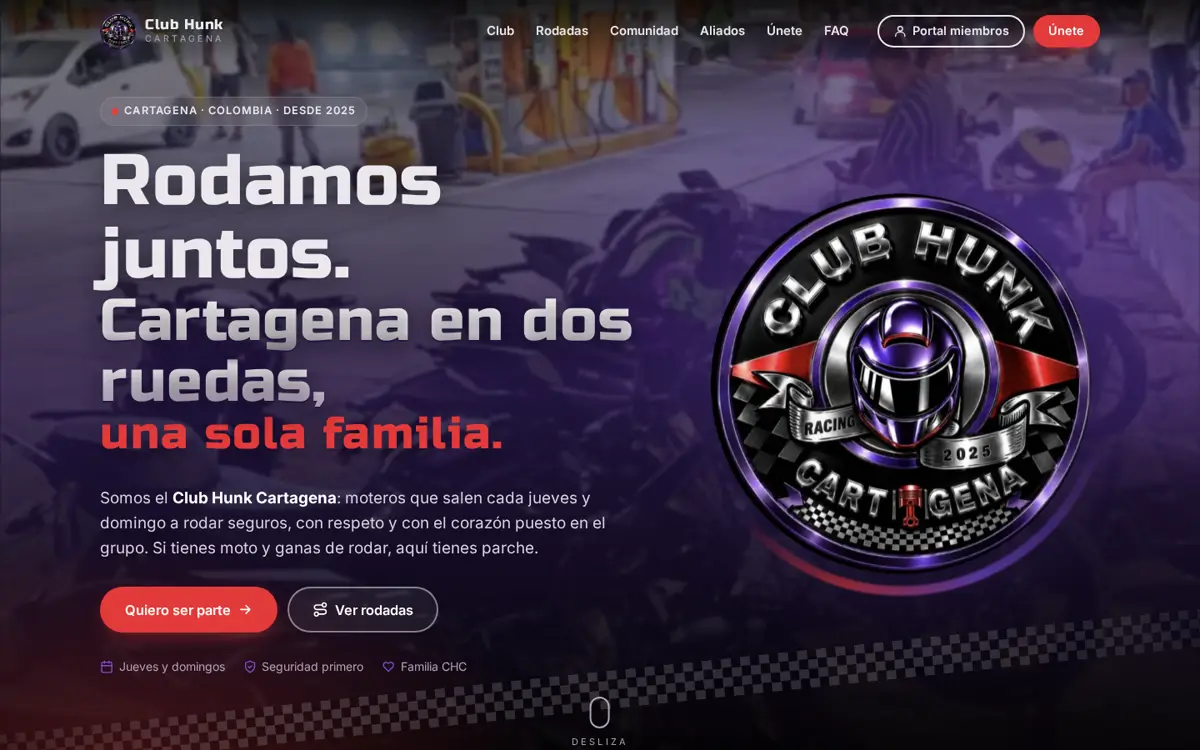 Club Hunk
CARTAGENA
Club Rodadas Comunidad Aliados Únete FAQ Portal miembros Únete
CARTAGENA · COLOMBIA · DESDE 2025
Rodamos
juntos.
Cartagena en dos
ruedas,
una sola familia.
Somos el Club Hunk Cartagena: moteros que salen cada jueves y
domingo a rodar seguros, con respeto y con el corazón puesto en el
grupo. Si tienes moto y ganas de rodar, aquí tienes parche.
Quiero ser parte → Ver rodadas
Jueves y domingos Seguridad primero Familia CHC
CLUB HUNK
RACING
2025
CARTAGENA
DESLIZA